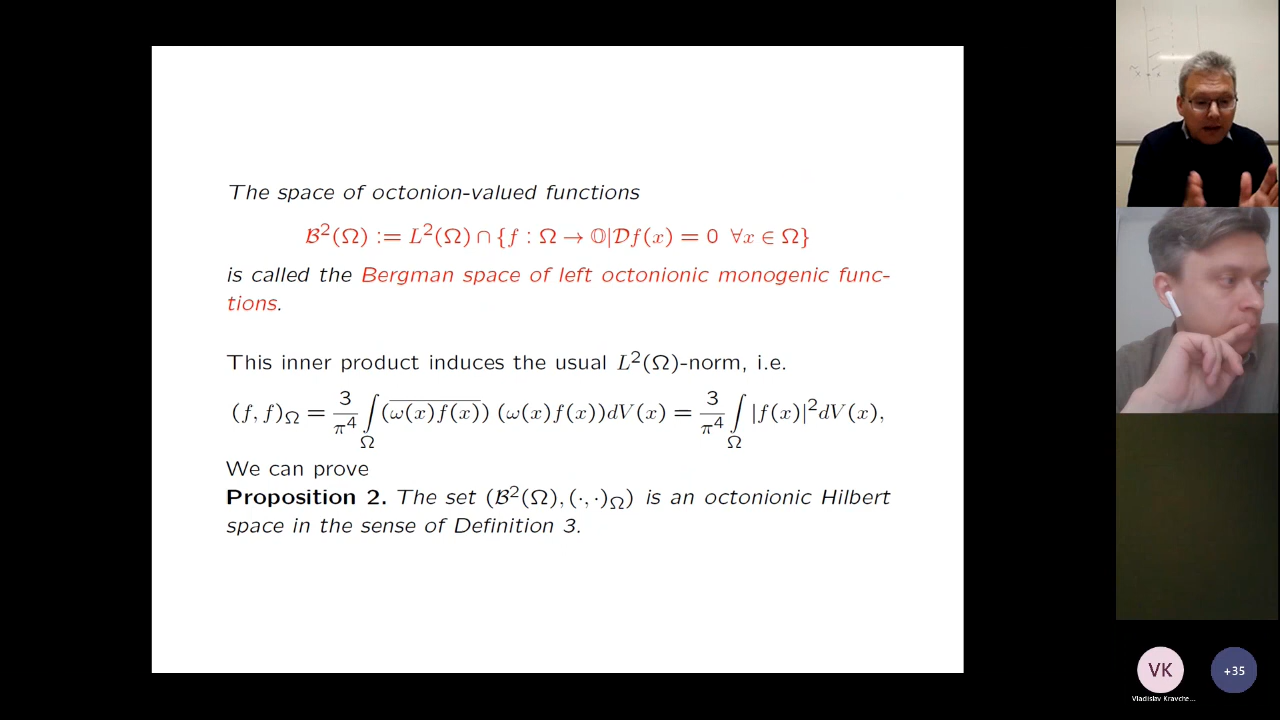 The space of octonion-valued functions
𝓑²(Ω) := L²(Ω) ∩ {f : Ω → 𝕆|𝓓f(x) = 0 ∀x ∈ Ω}
is called the Bergman space of left octonionic monogenic func-
tions.
This inner product induces the usual L²(Ω)-norm, i.e.
(f, f)_Ω = 3/π⁴ ∫_Ω (\overline{ω(x)f(x)}) (ω(x)f(x))dV(x) = 3/π⁴ ∫_Ω |f(x)|²dV(x),
We can prove
Proposition 2. The set (𝓑²(Ω), (·, ·)_Ω) is an octonionic Hilbert
space in the sense of Definition 3.
VK
+35
Vladislav Kravche...